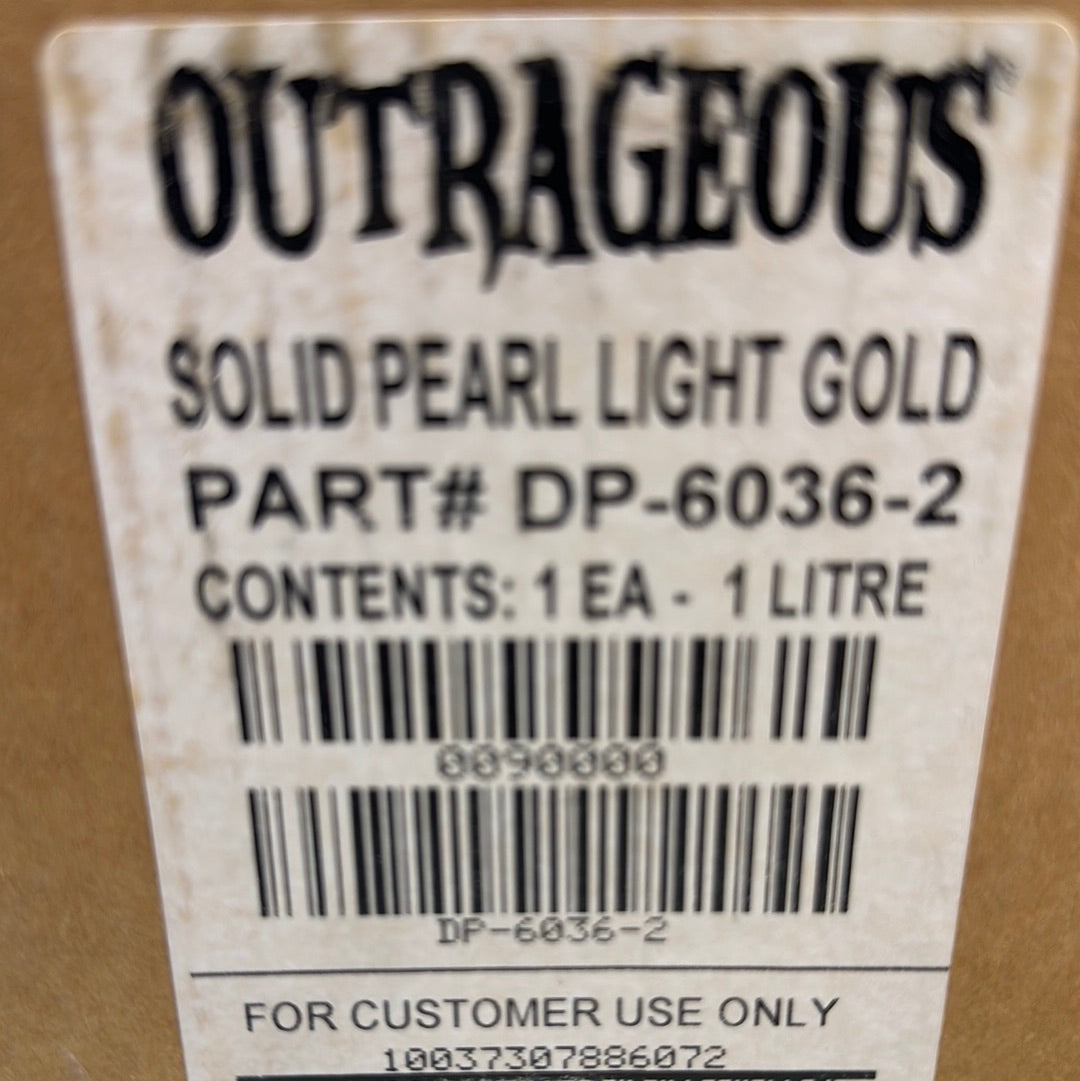 OUTRAGEOUS
SOLID PEARL LIGHT GOLD
PART# DP-6036-2
CONTENTS: 1 EA - 1 LITRE
0090000
DP-6036-2
FOR CUSTOMER USE ONLY
10037307886072